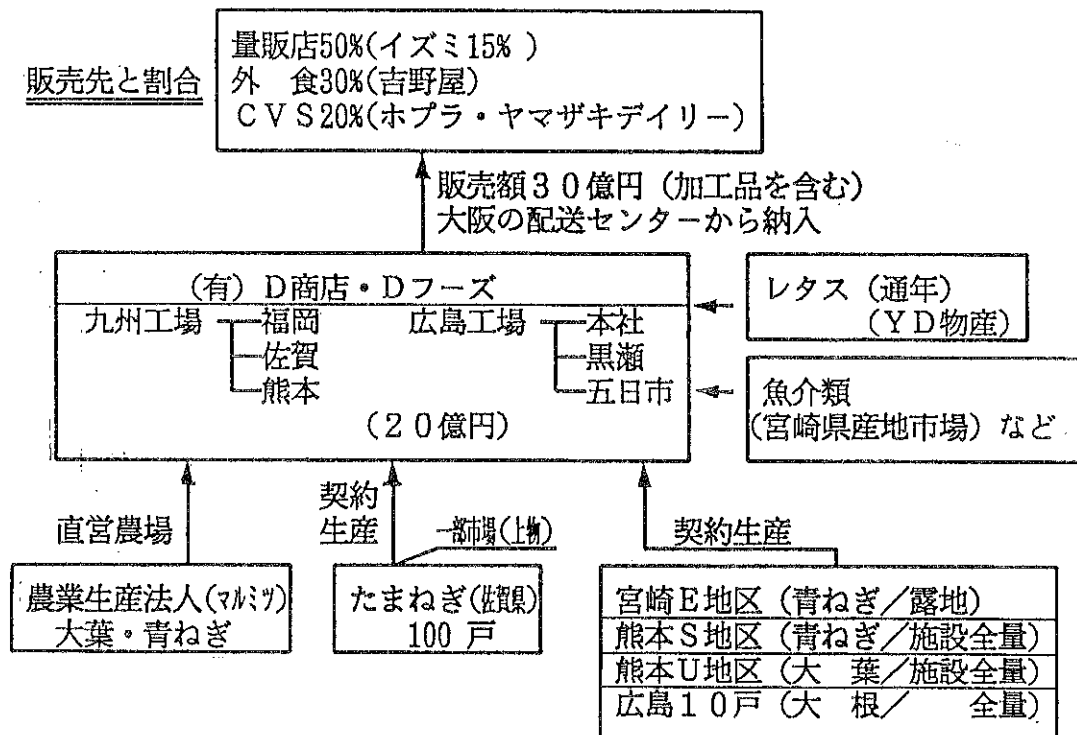 量販店50%(イズミ15% )
販売先と割合
外 食30%(吉野屋)
CVS20%(ホプラ・ヤマザキデイリー)
販売額30億円(加工品を含む)
大阪の配送センターから納入
(有)D商店・Dフーズ
九州工場
福岡
佐賀
熊本
広島工場
本社
黒瀬
五日市
(20億円)
レタス(通年)
(YD物産)
魚介類
(宮崎県産地市場)など
直営農場
契約
生産
一部市場(上物)
契約生産
農業生産法人(マルミツ)
大葉・青ねぎ
たまねぎ(佐賀県)
100 戸
宮崎E地区(青ねぎ/露地)
熊本S地区(青ねぎ/施設全量)
熊本U地区(大 葉/施設全量)
広島10戸(大 根/ 全量)